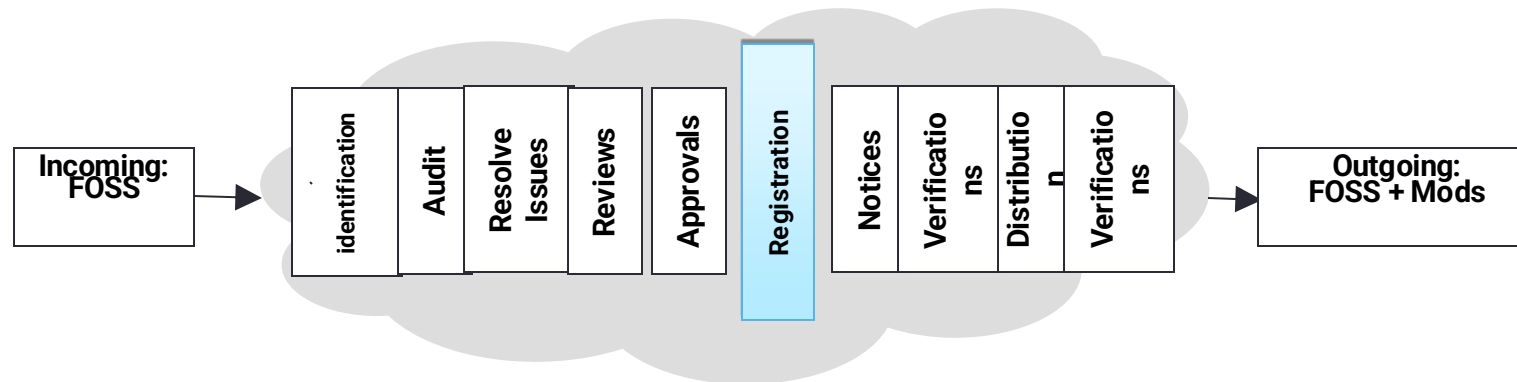 Incoming:
FOSS
identification
Audit
Resolve
Issues
Reviews
Approvals
Registration
Notices
Verificatio
ns
Distributio
n
Verificatio
ns
Outgoing:
FOSS + Mods